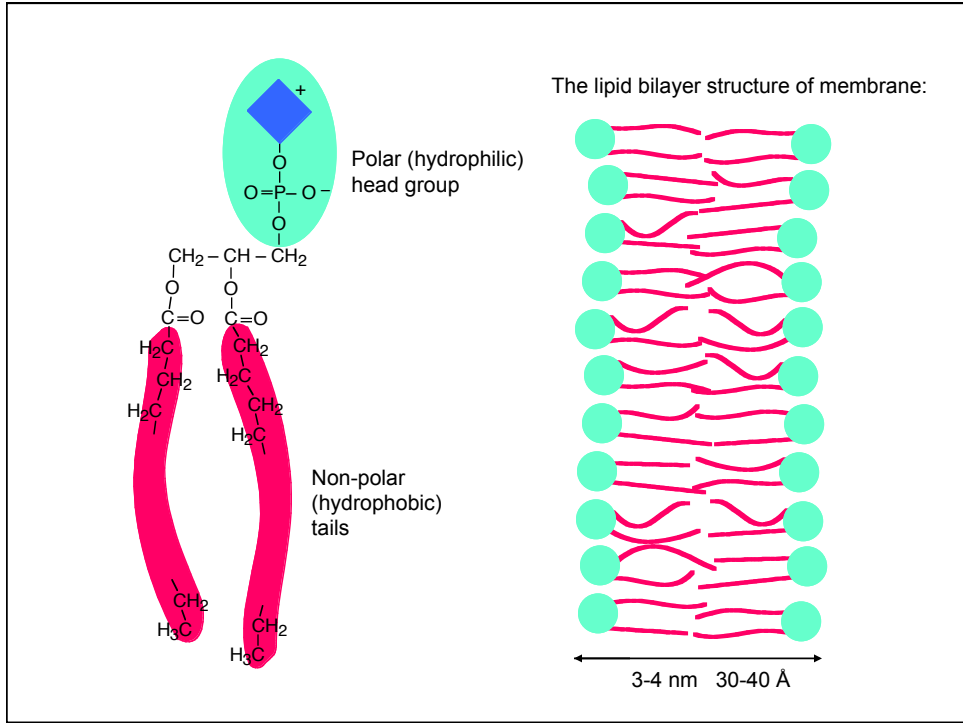 The lipid bilayer structure of membrane:
+
O
O=P–O⁻
O
Polar (hydrophilic)
head group
CH₂–CH–CH₂
O
O
C=O
C=O
H₂C
CH₂
CH₂
H₂C
H₂C
CH₂
H₂C
Non-polar
(hydrophobic)
tails
CH₂
H₃C
CH₂
H₃C
3-4 nm 30-40 Å